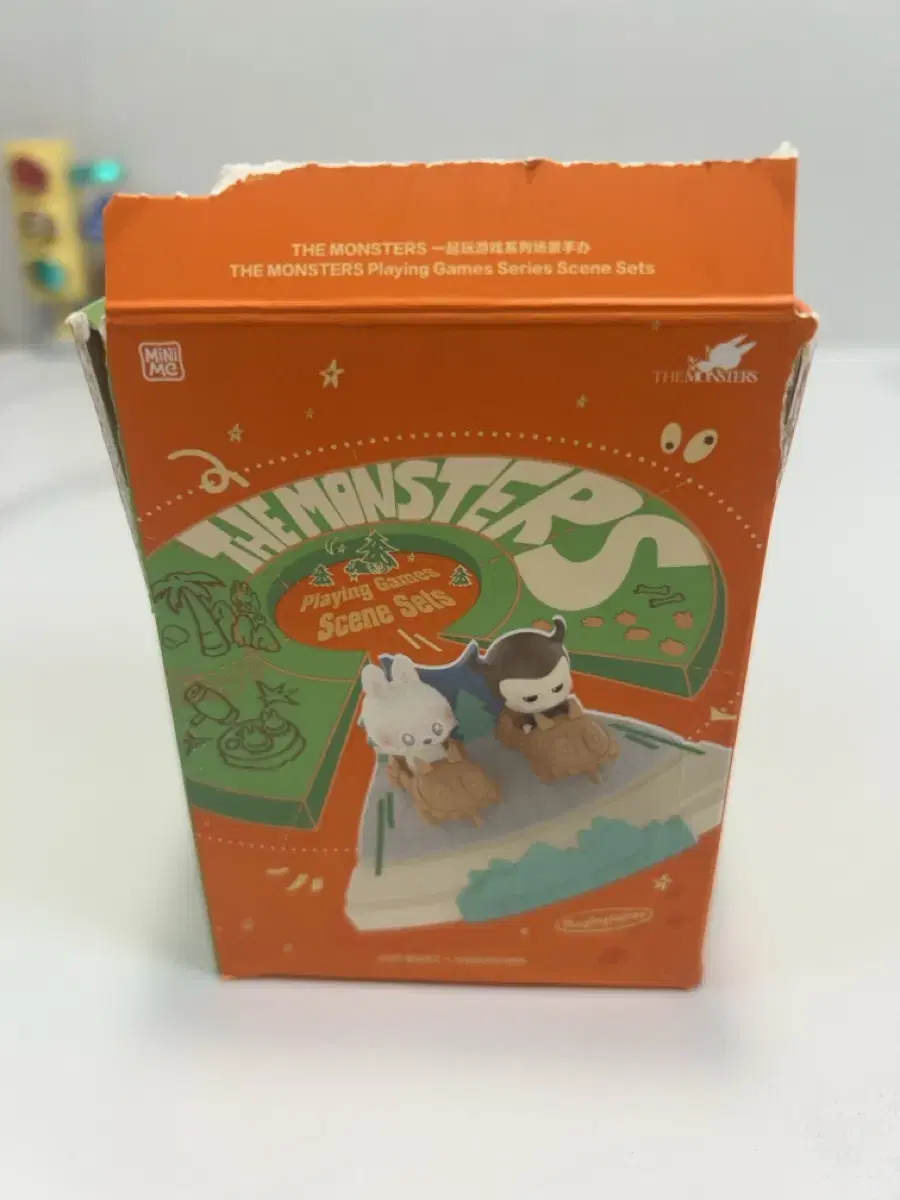 THE MONSTERS 一起玩游戏系列场景手办
THE MONSTERS Playing Games Series Scene Sets
MINI
ME
THE MONSTERS
THE MONSTERS
Playing Games
Scene Sets